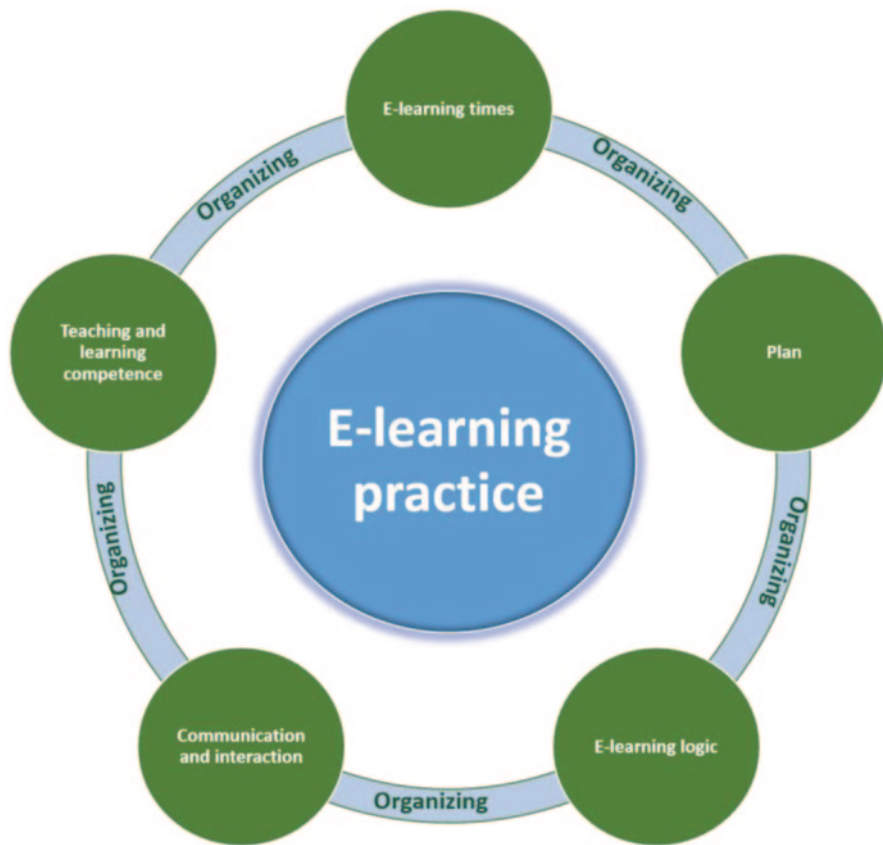 E-learning times
Organizing
Organizing
Teaching and
learning
competence
Plan
E-learning
practice
Organizing
Organizing
Communication
and interaction
E-learning logic
Organizing